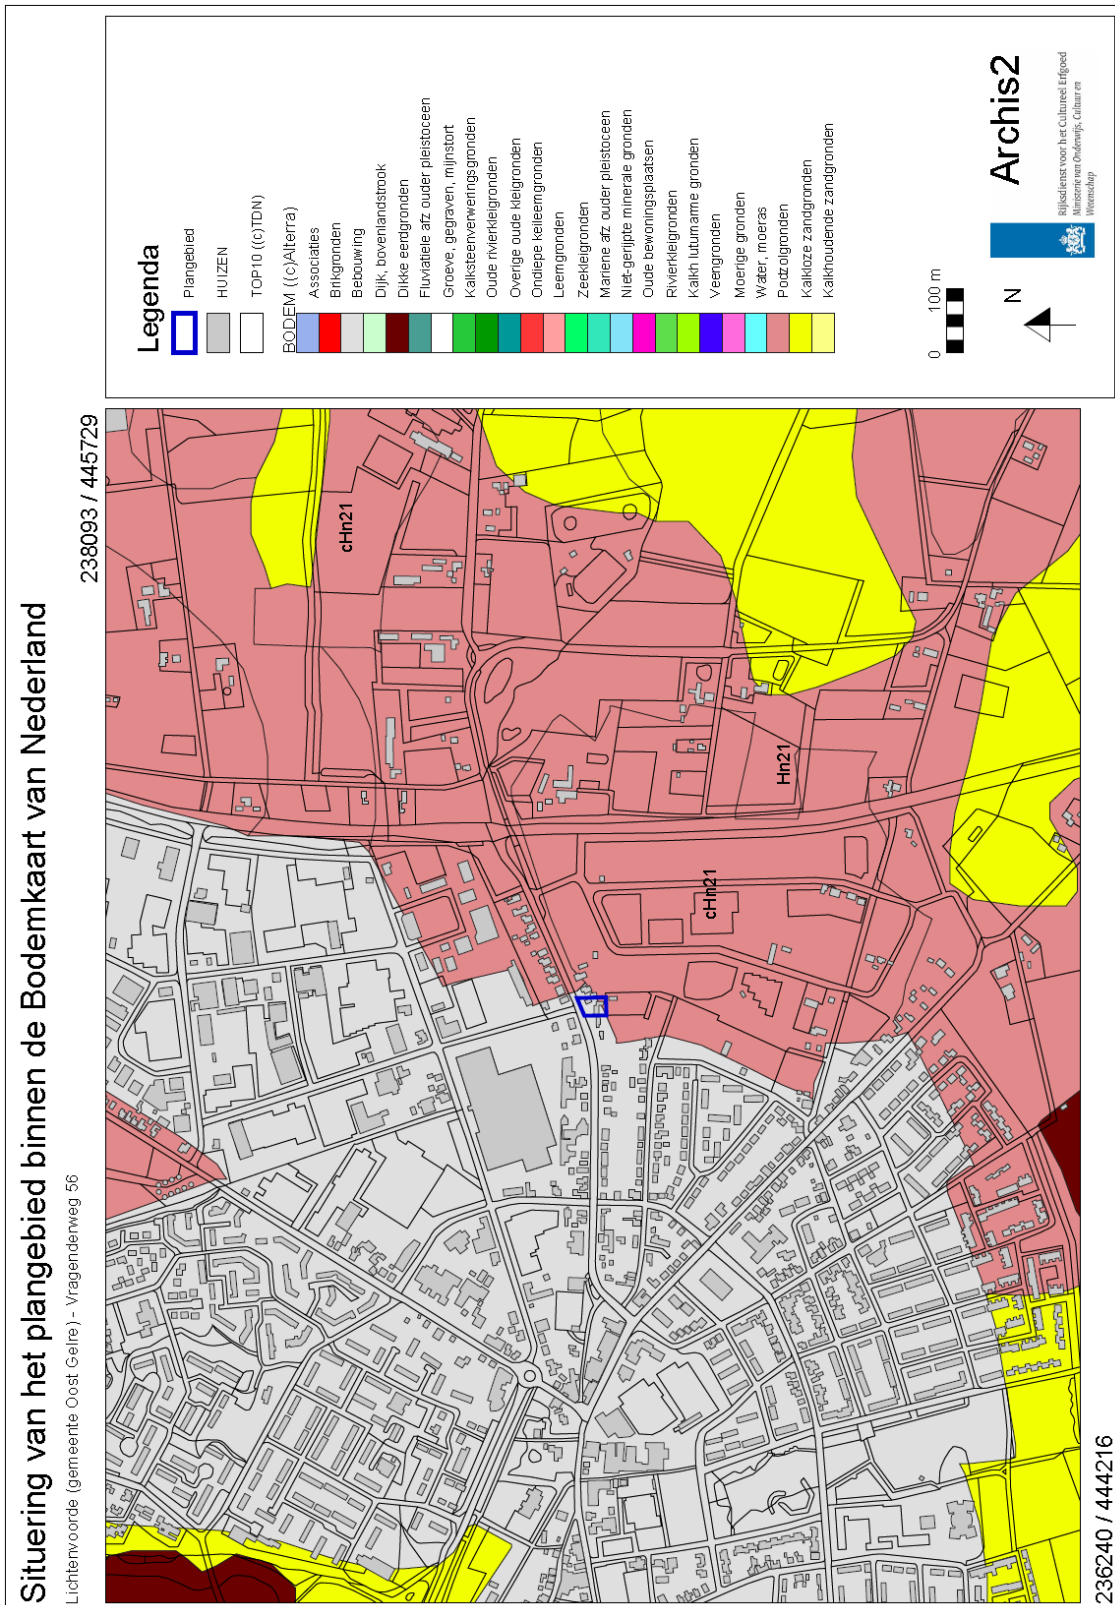 Situering van het plangebied binnen de Bodemkaart van Nederland
Lichtenvoorde (gemeente Oost Gelre) - Vragenderweg 56
238093 / 445729
cHn21
Hn21
cHn21
236240 / 444216
Legenda
Plangebied
HUIZEN
TOP10 ((c)TDN)
BODEM ((c)Alterra)
Associaties
Brikgronden
Bebouwing
Dijk, bovenlandstrook
Dikke eerdgronden
Fluviatiele afz ouder pleistoceen
Groeve, gegraven, mijnstort
Kalksteenverweringsgronden
Oude rivierkleigronden
Overige oude kleigronden
Ondiepe keileemgronden
Leemgronden
Zeekleigronden
Mariene afz ouder pleistoceen
Niet-gerijpte minerale gronden
Oude bewoningsplaatsen
Rivierkleigronden
Kalkh lutumarme gronden
Veengronden
Moerige gronden
Water, moeras
Podzolgronden
Kalkloze zandgronden
Kalkhoudende zandgronden
0 100 m
N
Archis2
Rijksdienst voor het Cultureel Erfgoed
Ministerie van Onderwijs, Cultuur en
Wetenschap